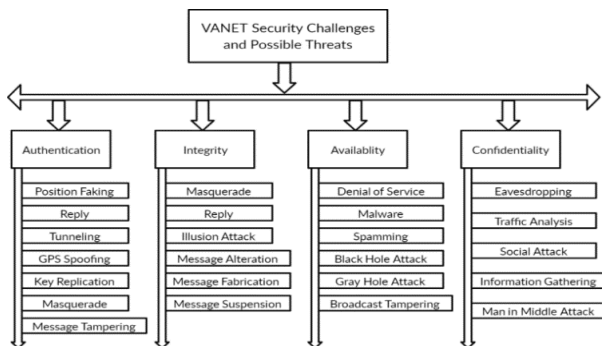 VANET Security Challenges
and Possible Threats
Authentication
Position Faking
Reply
Tunneling
GPS Spoofing
Key Replication
Masquerade
Message Tampering
Integrity
Masquerade
Reply
Illusion Attack
Message Alteration
Message Fabrication
Message Suspension
Availablity
Denial of Service
Malware
Spamming
Black Hole Attack
Gray Hole Attack
Broadcast Tampering
Confidentiality
Eavesdropping
Traffic Analysis
Social Attack
Information Gathering
Man in Middle Attack